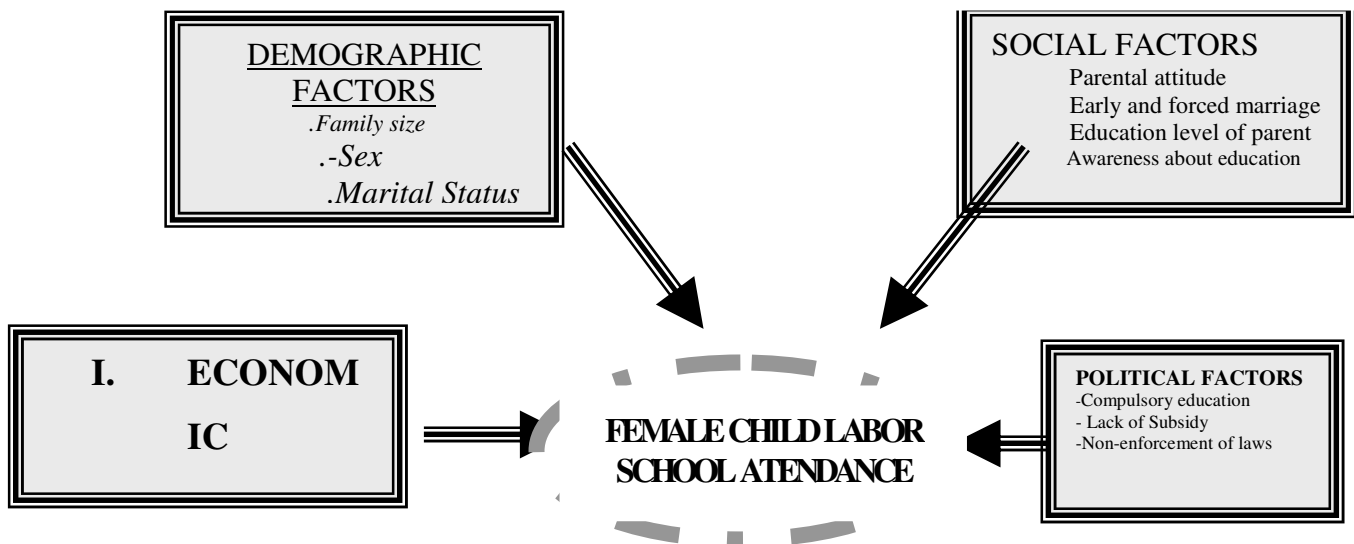 DEMOGRAPHIC
FACTORS
.Family size
.-Sex
.Marital Status
SOCIAL FACTORS
Parental attitude
Early and forced marriage
Education level of parent
Awareness about education
I. ECONOM
IC
FEMALE CHILD LABOR
SCHOOL ATENDANCE
POLITICAL FACTORS
-Compulsory education
- Lack of Subsidy
-Non-enforcement of laws